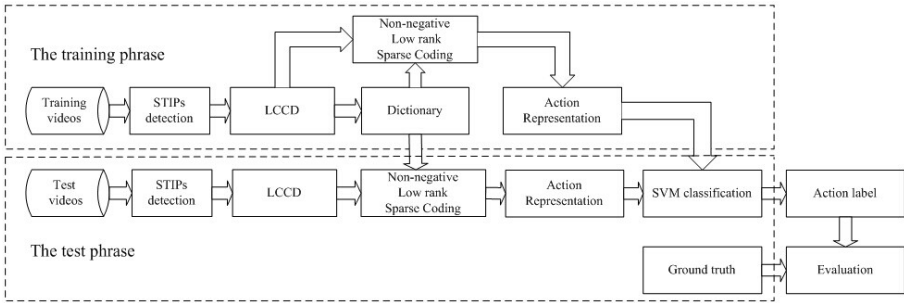 The training phrase
Non-negative
Low rank
Sparse Coding
Training
videos
STIPs
detection
LCCD
Dictionary
Action
Representation
Test
videos
STIPs
detection
LCCD
Non-negative
Low rank
Sparse Coding
Action
Representation
SVM classification
Action label
The test phrase
Ground truth
Evaluation